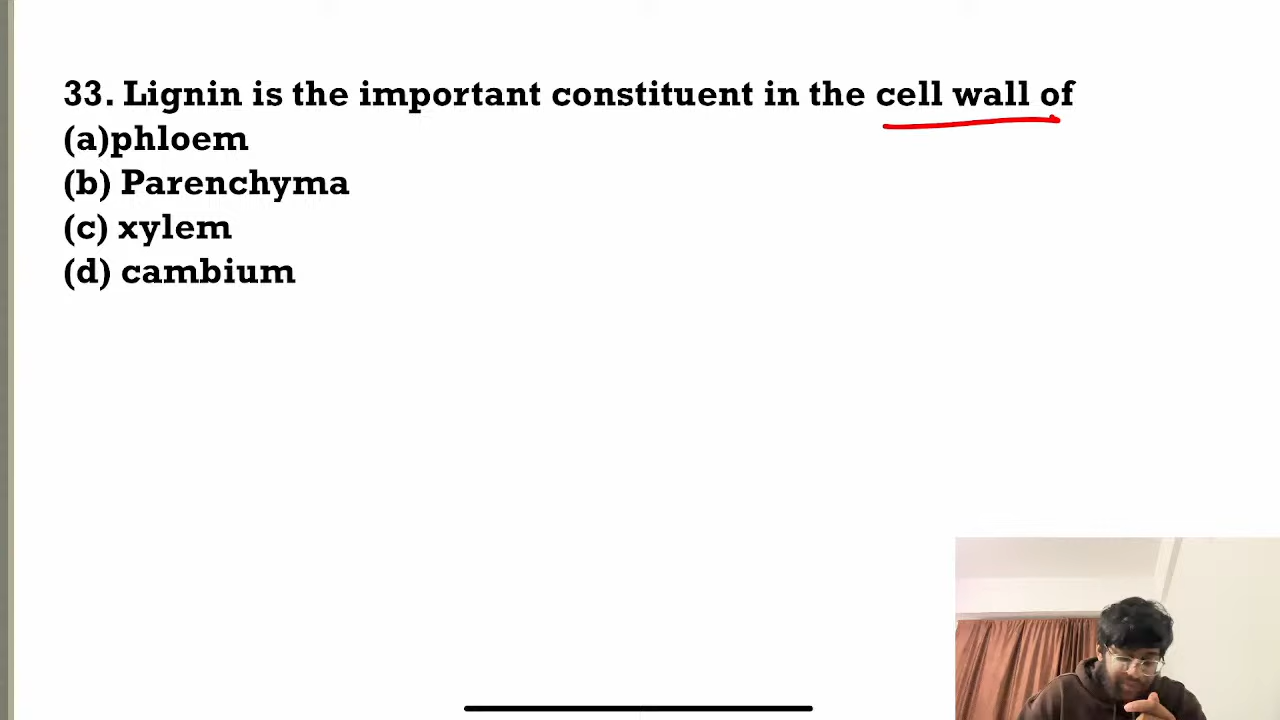 33. Lignin is the important constituent in the cell wall of
(a)phloem
(b) Parenchyma
(c) xylem
(d) cambium